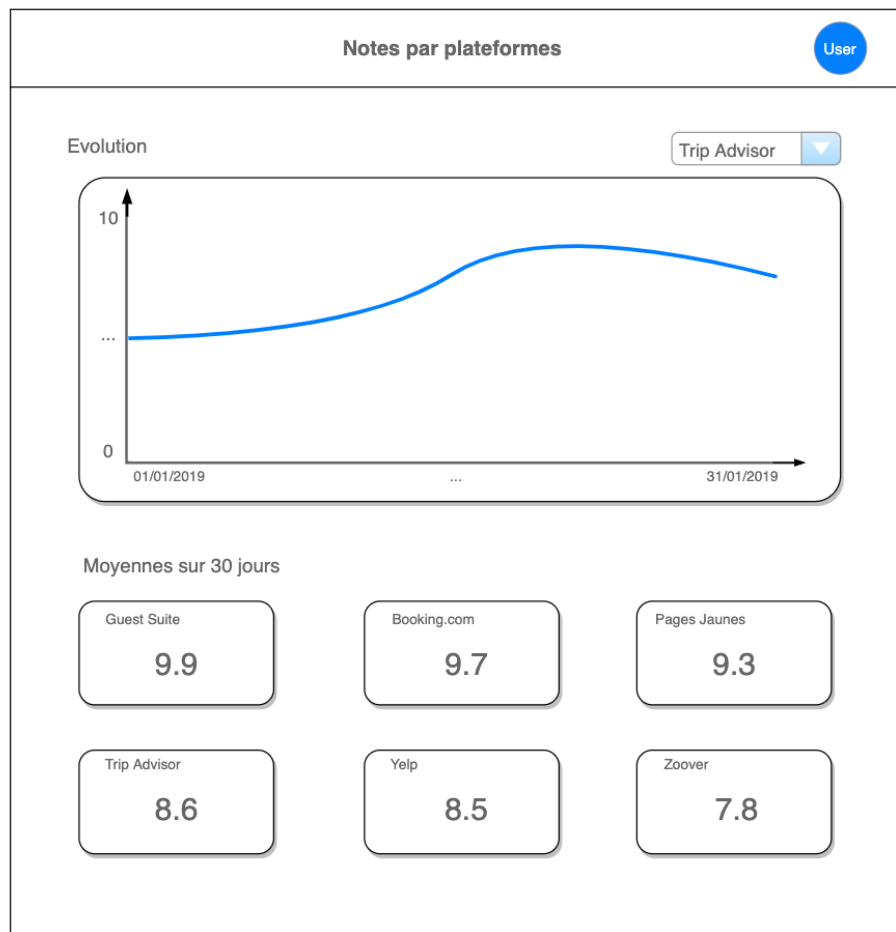 Notes par plateformes
User
Evolution
Trip Advisor
10
...
0
01/01/2019 ... 31/01/2019
Moyennes sur 30 jours
Guest Suite
9.9
Booking.com
9.7
Pages Jaunes
9.3
Trip Advisor
8.6
Yelp
8.5
Zoover
7.8